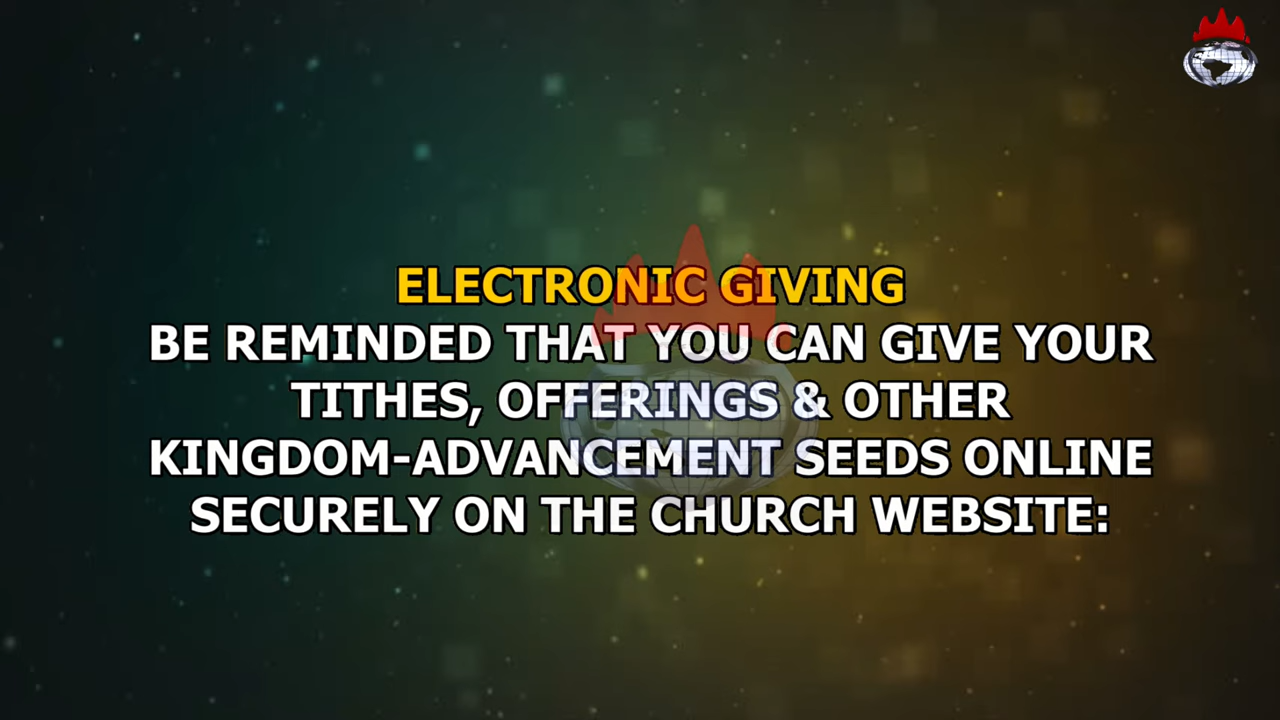 ELECTRONIC GIVING
BE REMINDED THAT YOU CAN GIVE YOUR
TITHES, OFFERINGS & OTHER
KINGDOM-ADVANCEMENT SEEDS ONLINE
SECURELY ON THE CHURCH WEBSITE: